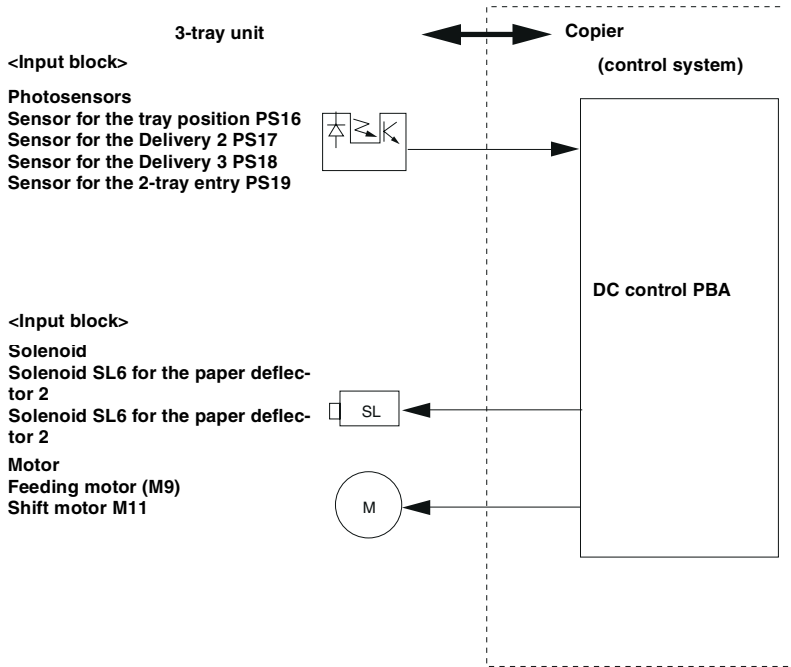 3-tray unit
Copier
<Input block>
(control system)
Photosensors
Sensor for the tray position PS16
Sensor for the Delivery 2 PS17
Sensor for the Delivery 3 PS18
Sensor for the 2-tray entry PS19
DC control PBA
<Input block>
Solenoid
Solenoid SL6 for the paper deflec-
tor 2
Solenoid SL6 for the paper deflec-
tor 2
SL
Motor
Feeding motor (M9)
Shift motor M11
M